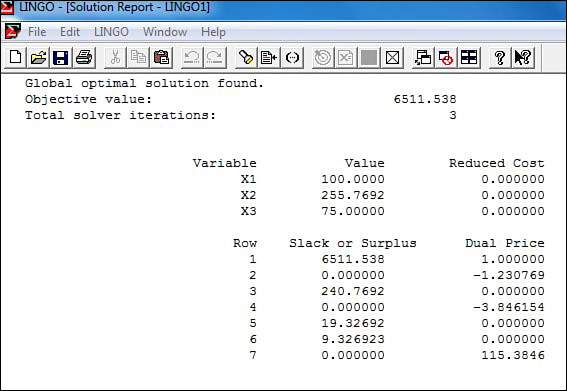 LINGO - [Solution Report - LINGO1]
File Edit LINGO Window Help
Global optimal solution found.
Objective value: 6511.538
Total solver iterations: 3
Variable Value Reduced Cost
X1 100.0000 0.000000
X2 255.7692 0.000000
X3 75.00000 0.000000
Row Slack or Surplus Dual Price
1 6511.538 1.000000
2 0.000000 -1.230769
3 240.7692 0.000000
4 0.000000 -3.846154
5 19.32692 0.000000
6 9.326923 0.000000
7 0.000000 115.3846